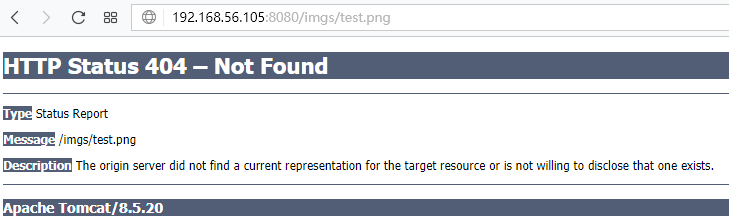 192.168.56.105:8080/imgs/test.png
HTTP Status 404 – Not Found
Type Status Report
Message /imgs/test.png
Description The origin server did not find a current representation for the target resource or is not willing to disclose that one exists.
Apache Tomcat/8.5.20